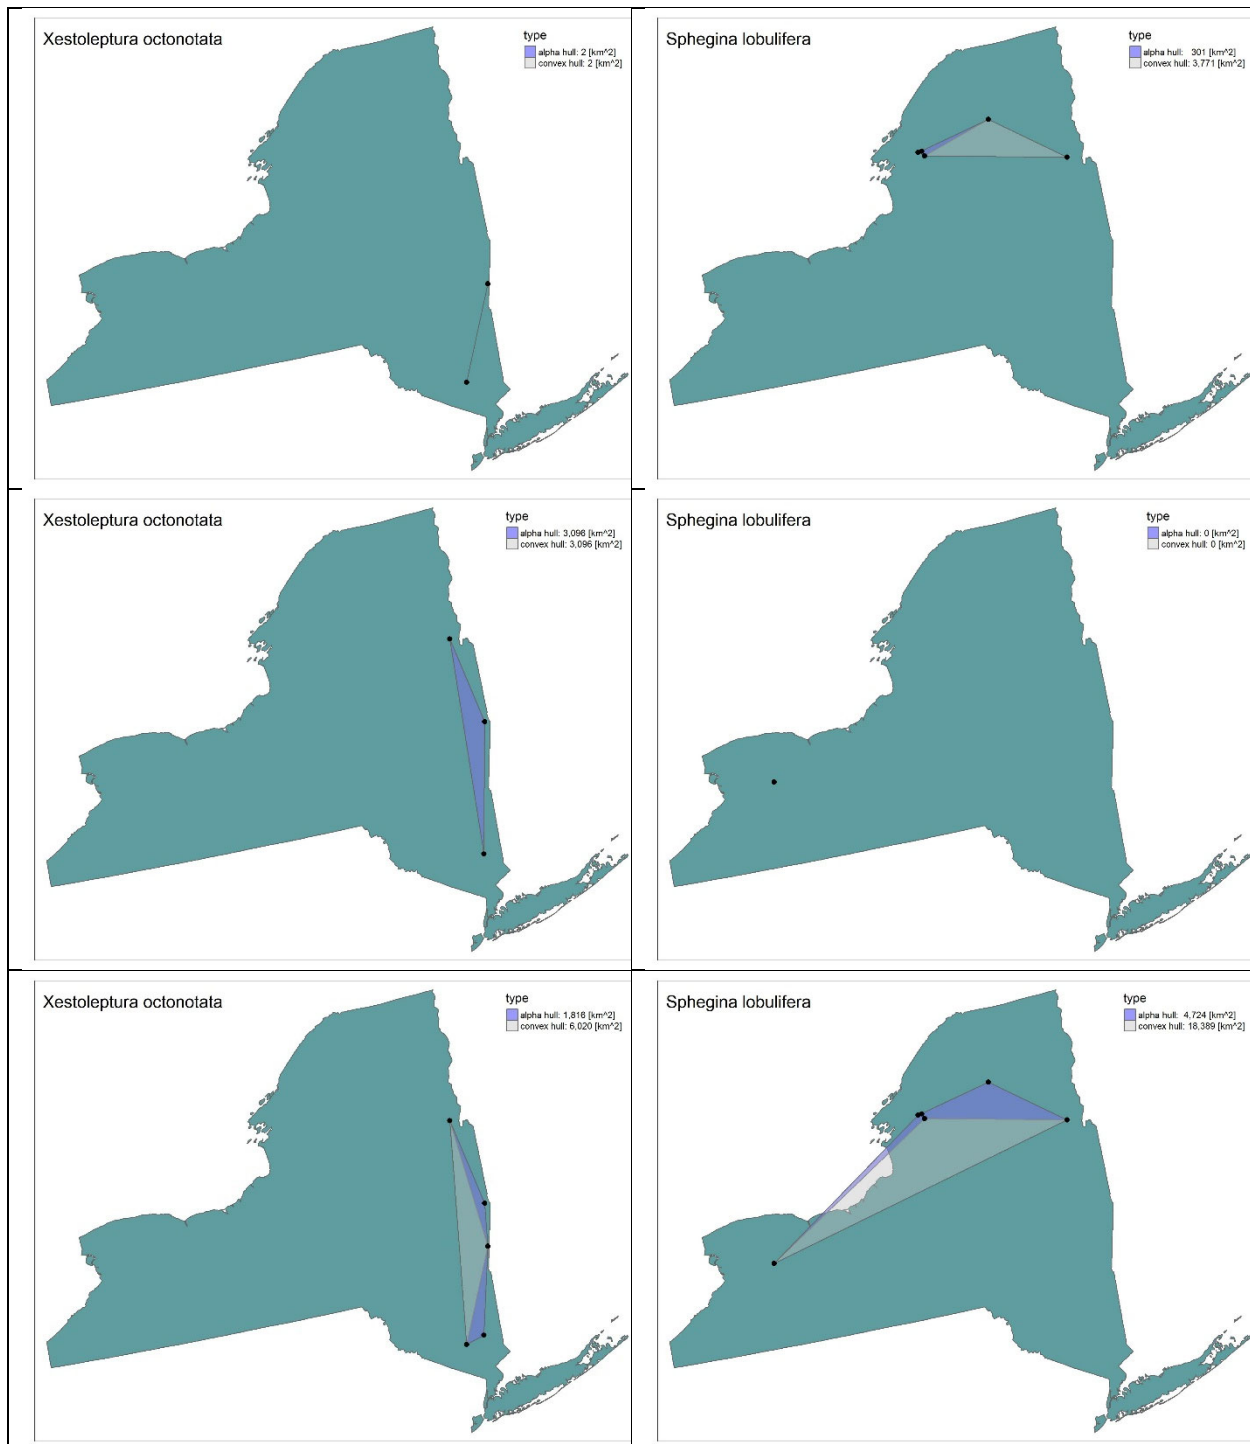 Xestoleptura octonotata
type
alpha hull: 2 [km^2]
convex hull: 2 [km^2]
Sphegina lobulifera
type
alpha hull: 301 [km^2]
convex hull: 3,771 [km^2]
Xestoleptura octonotata
type
alpha hull: 3,096 [km^2]
convex hull: 3,096 [km^2]
Sphegina lobulifera
type
alpha hull: 0 [km^2]
convex hull: 0 [km^2]
Xestoleptura octonotata
type
alpha hull: 1,816 [km^2]
convex hull: 6,020 [km^2]
Sphegina lobulifera
type
alpha hull: 4,724 [km^2]
convex hull: 18,389 [km^2]